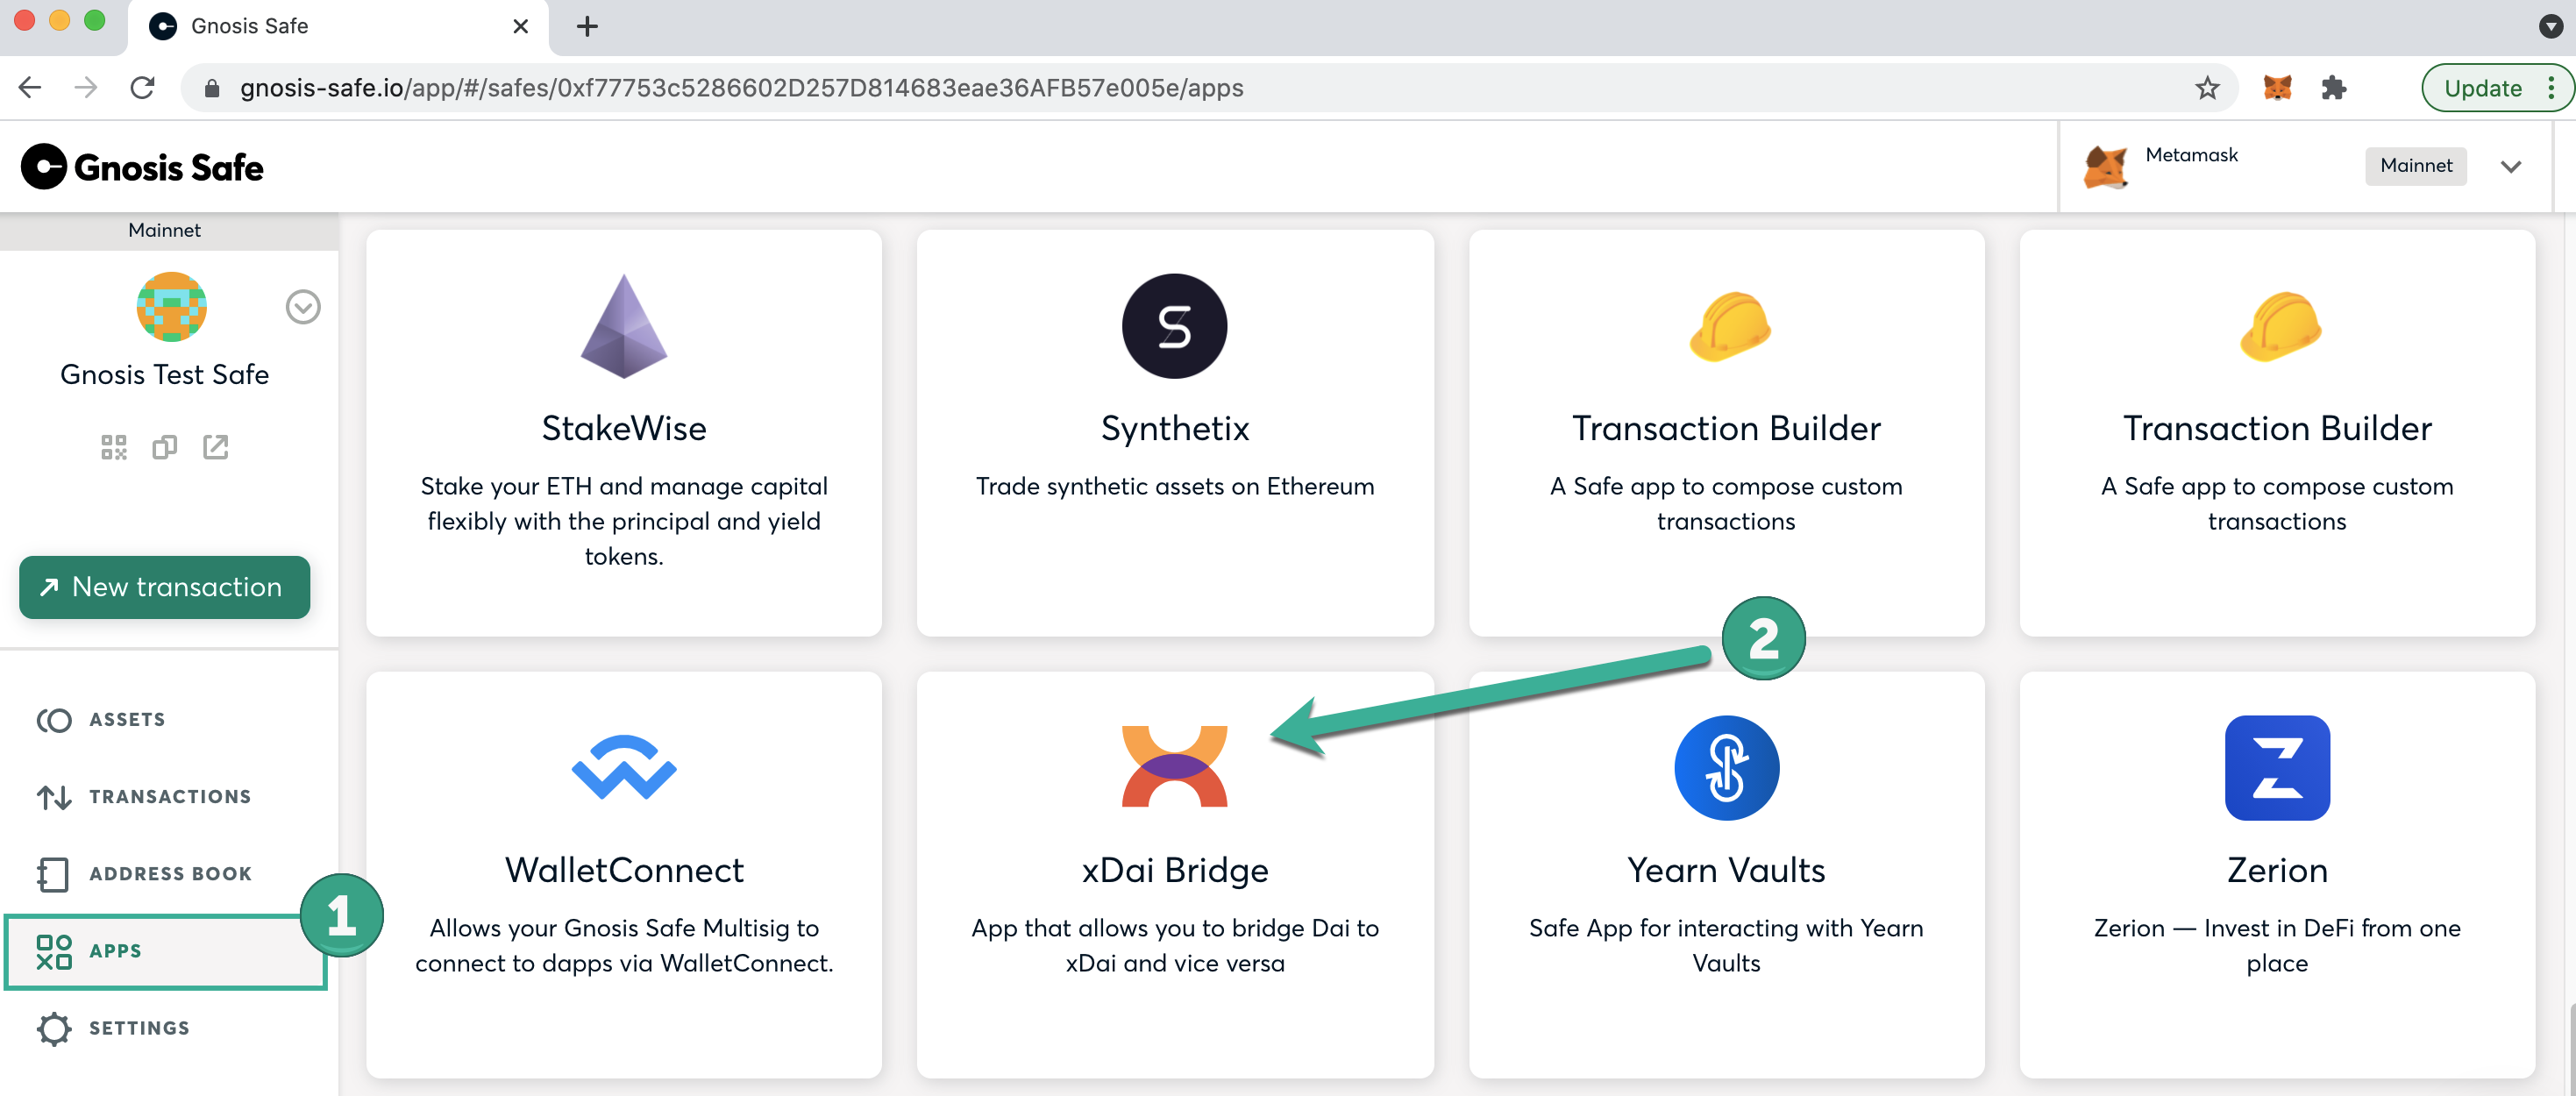 Gnosis Safe
gnosis-safe.io/app/#/safes/0xf77753c5286602D257D814683eae36AFB57e005e/apps
Update
Gnosis Safe
Metamask
Mainnet
Mainnet
Gnosis Test Safe
New transaction
ASSETS
TRANSACTIONS
ADDRESS BOOK
1
APPS
SETTINGS
StakeWise
Stake your ETH and manage capital
flexibly with the principal and yield
tokens.
Synthetix
Trade synthetic assets on Ethereum
Transaction Builder
A Safe app to compose custom
transactions
Transaction Builder
A Safe app to compose custom
transactions
2
WalletConnect
Allows your Gnosis Safe Multisig to
connect to dapps via WalletConnect.
xDai Bridge
App that allows you to bridge Dai to
xDai and vice versa
Yearn Vaults
Safe App for interacting with Yearn
Vaults
Zerion
Zerion — Invest in DeFi from one
place